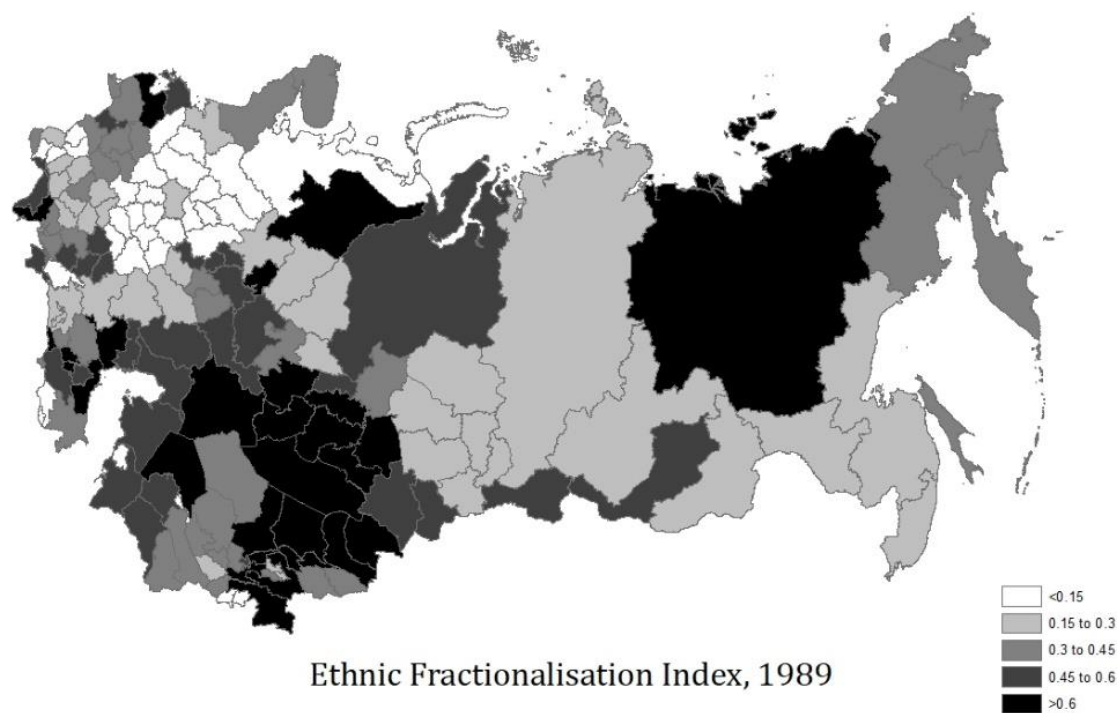 Ethnic Fractionalisation Index, 1989
<0.15
0.15 to 0.3
0.3 to 0.45
0.45 to 0.6
>0.6